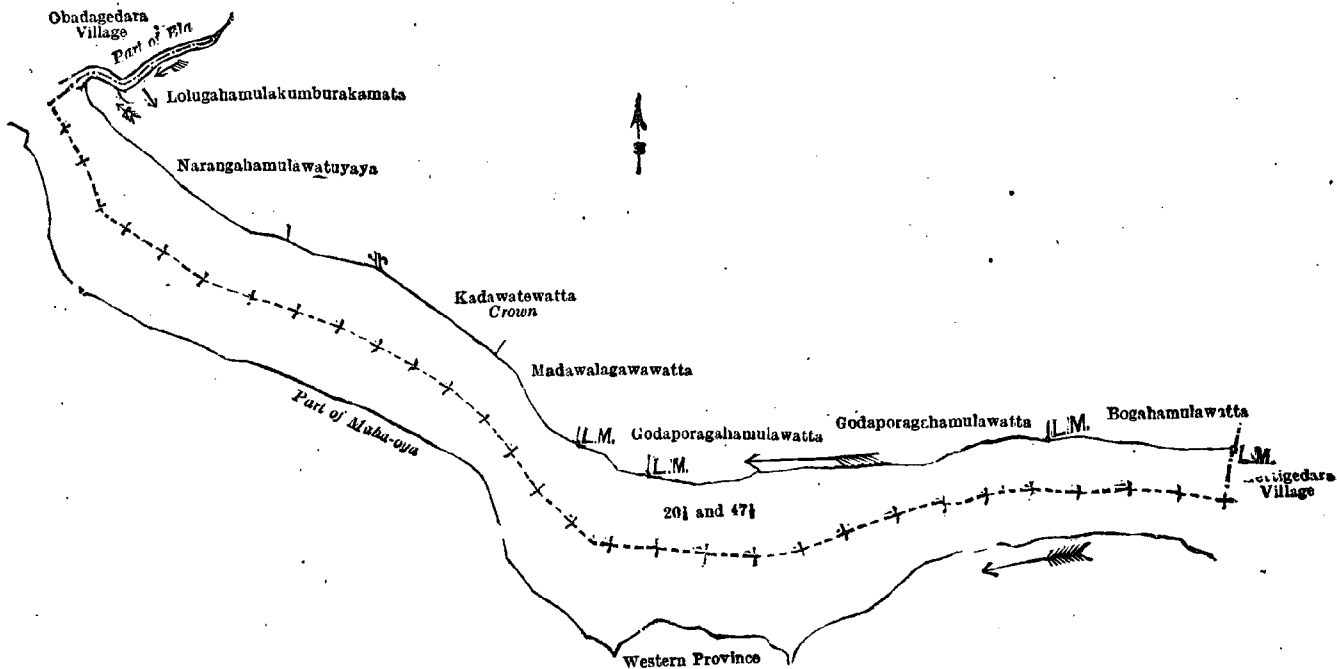 Obadagedara
Village
Part of Ela
Lolugahamulakumburakamata
Narangahamulawatuyaya
N
Kadawatewatta
Crown
Madawalagawawatta
Part of Maha-oya
L.M.
Godaporagahamulawatta
L.M.
Godaporagahamulawatta
L.M.
Bogahamulawatta
L.M.
Village
20½ and 47½
Western Province